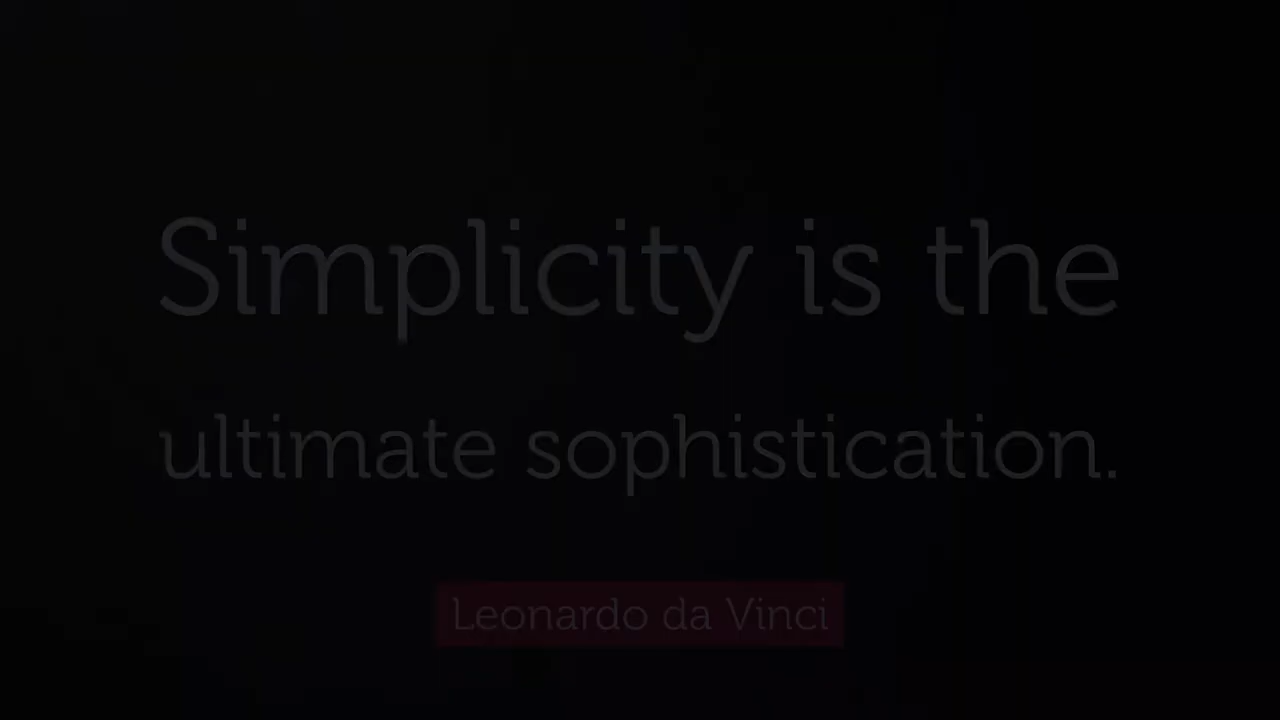 Simplicity is the
ultimate sophistication.
Leonardo da Vinci